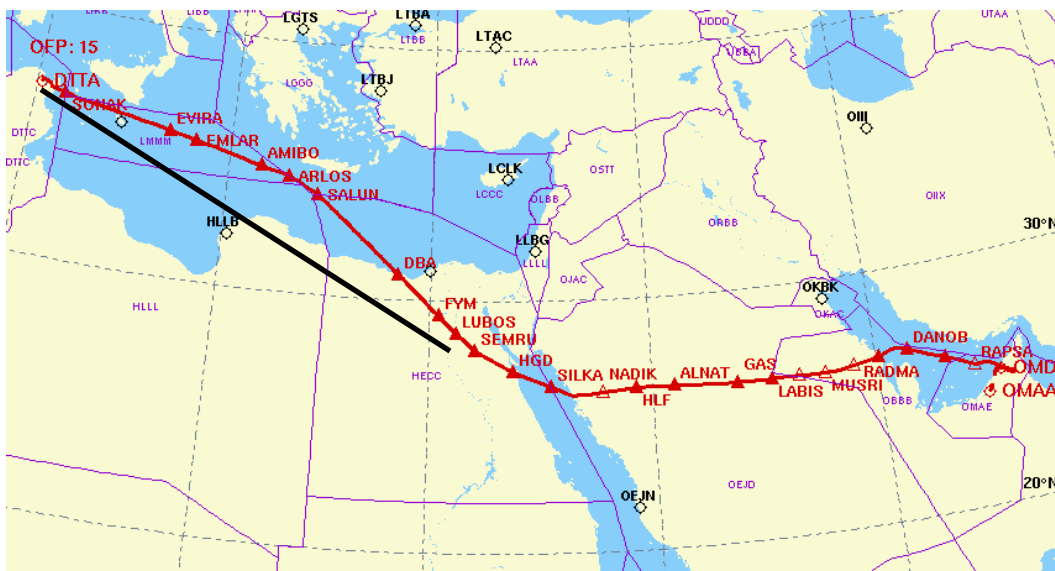 LIRR
LIBB
LGTS
LTBA
LTBB
LTAC
LTAA
UDDD
UBBA
UTAA
OFP: 15
DTTA
SONAK
LTBJ
LGGG
OIII
DTTC
LMMM
EVIRA
EMLAR
DTTC
AMIBO
ARLOS
SALUN
LCLK
LCCC
OLBB
OSTT
OIIX
HLLB
ORBB
30°N
LLBG
LLLL
DBA
OJAC
OKBK
OKAC
HLLL
FYM
LUBOS
SEMRU
HECC
HGD
SILKA
NADIK
HLF
ALNAT
GAS
LABIS
MUSRI
RADMA
DANOB
RAPSA
OMD
OMAA
OBBB
OMAE
OEJN
OEJD
20°N